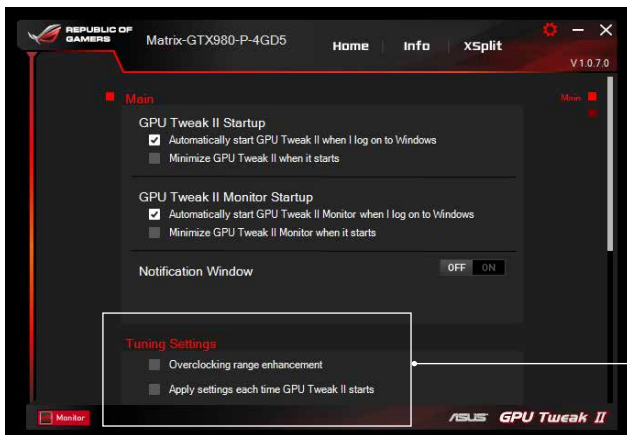 REPUBLIC OF
GAMERS
Matrix-GTX980-P-4GD5
Home
Info
XSplit
V 1.0.7.0
Main
Main
GPU Tweak II Startup
Automatically start GPU Tweak II when I log on to Windows
Minimize GPU Tweak II when it starts
GPU Tweak II Monitor Startup
Automatically start GPU Tweak II Monitor when I log on to Windows
Minimize GPU Tweak II Monitor when it starts
Notification Window
OFF ON
Tuning Settings
Overclocking range enhancement
Apply settings each time GPU Tweak II starts
Monitor
ASUS GPU Tweak II